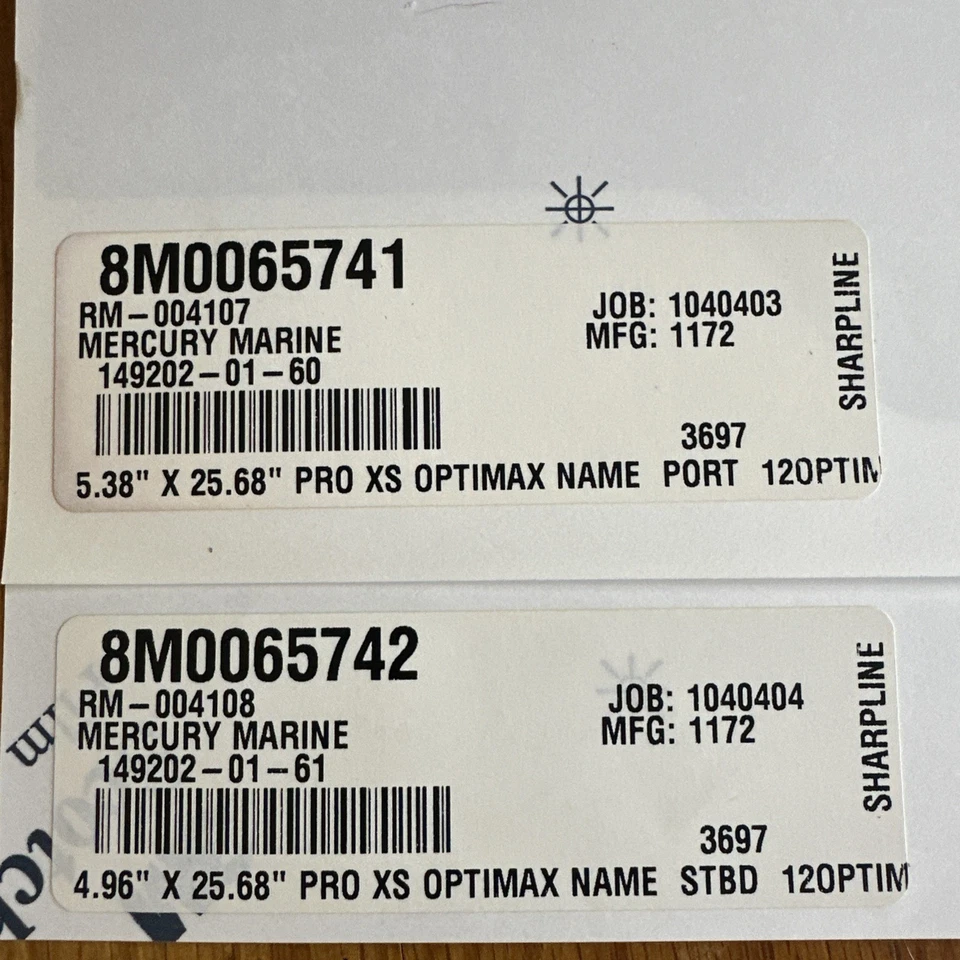 8M0065741
RM-004107
MERCURY MARINE
149202-01-60
JOB: 1040403
MFG: 1172
SHARPLINE
3697
5.38" X 25.68" PRO XS OPTIMAX NAME PORT 12OPTIM
8M0065742
RM-004108
MERCURY MARINE
149202-01-61
JOB: 1040404
MFG: 1172
SHARPLINE
3697
4.96" X 25.68" PRO XS OPTIMAX NAME STBD 12OPTIM